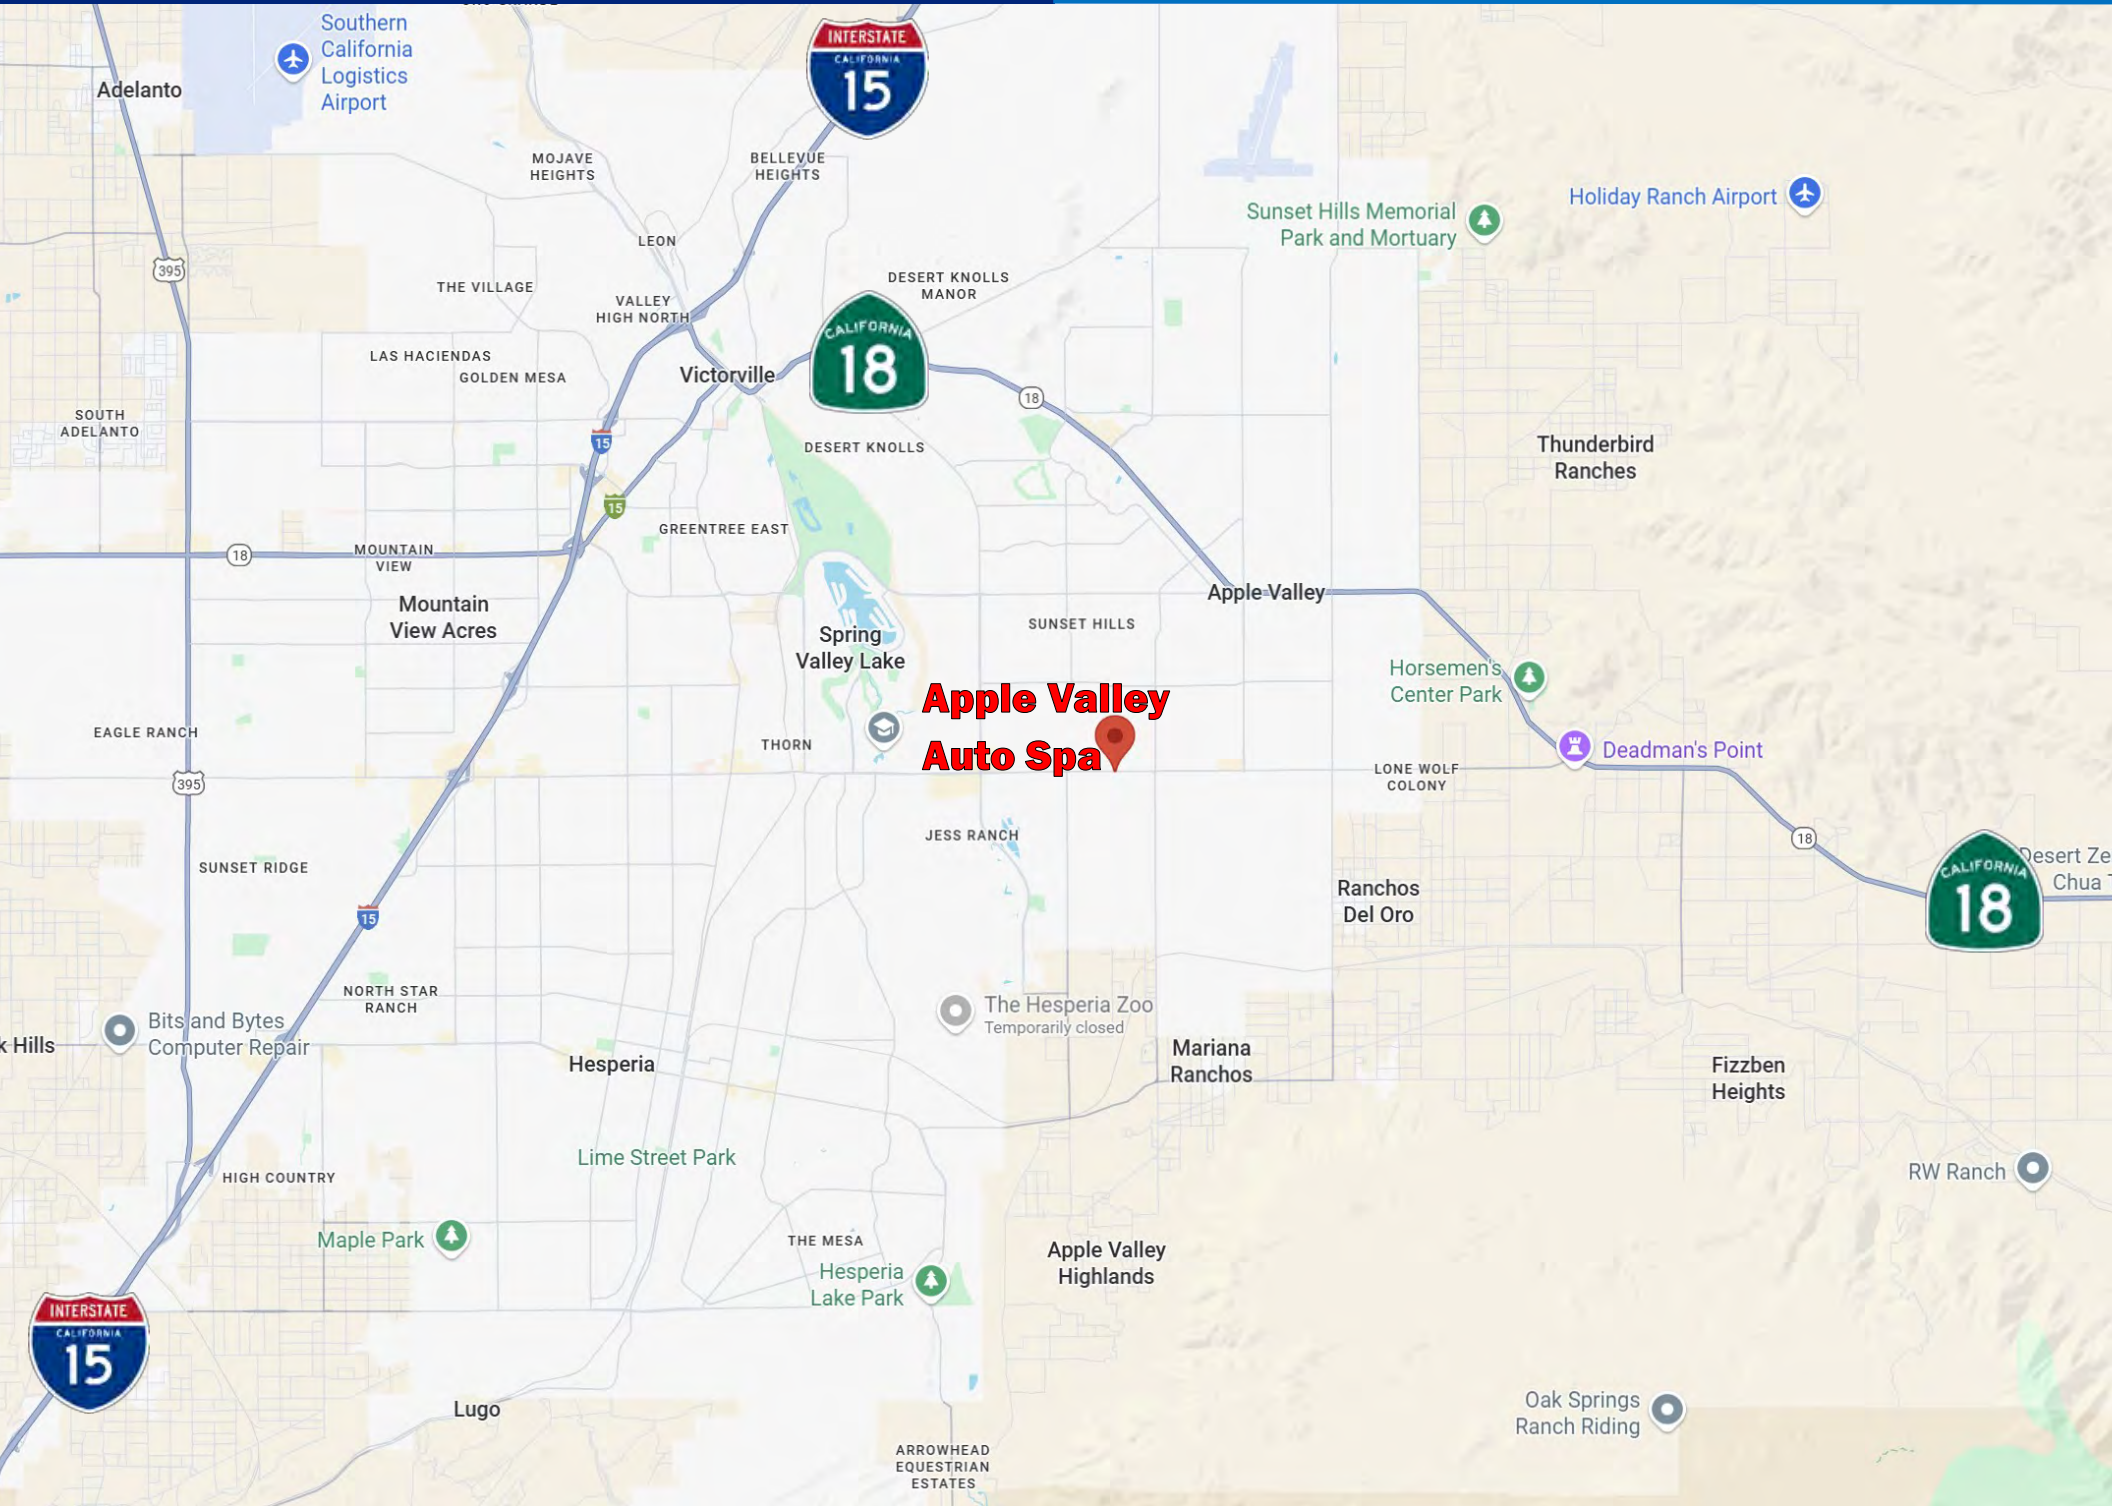 Southern
California
Logistics
Airport
Adelanto
INTERSTATE
CALIFORNIA
15
MOJAVE
HEIGHTS
BELLEVUE
HEIGHTS
Holiday Ranch Airport
Sunset Hills Memorial
Park and Mortuary
LEON
395
THE VILLAGE
VALLEY
HIGH NORTH
DESERT KNOLLS
MANOR
CALIFORNIA
18
LAS HACIENDAS
GOLDEN MESA
Victorville
18
SOUTH
ADELANTO
15
DESERT KNOLLS
Thunderbird
Ranches
15
GREENTREE EAST
18
MOUNTAIN
VIEW
Mountain
View Acres
Apple Valley
SUNSET HILLS
Spring
Valley Lake
Horsemen's
Center Park
Apple Valley
Auto Spa
EAGLE RANCH
THORN
Deadman's Point
LONE WOLF
COLONY
395
JESS RANCH
18
CALIFORNIA
18
Desert Ze
Chua T
SUNSET RIDGE
Ranchos
Del Oro
15
NORTH STAR
RANCH
The Hesperia Zoo
Temporarily closed
Bits and Bytes
Computer Repair
k Hills
Hesperia
Mariana
Ranchos
Fizzben
Heights
Lime Street Park
HIGH COUNTRY
RW Ranch
Maple Park
THE MESA
Apple Valley
Highlands
Hesperia
Lake Park
INTERSTATE
CALIFORNIA
15
Lugo
Oak Springs
Ranch Riding
ARROWHEAD
EQUESTRIAN
ESTATES